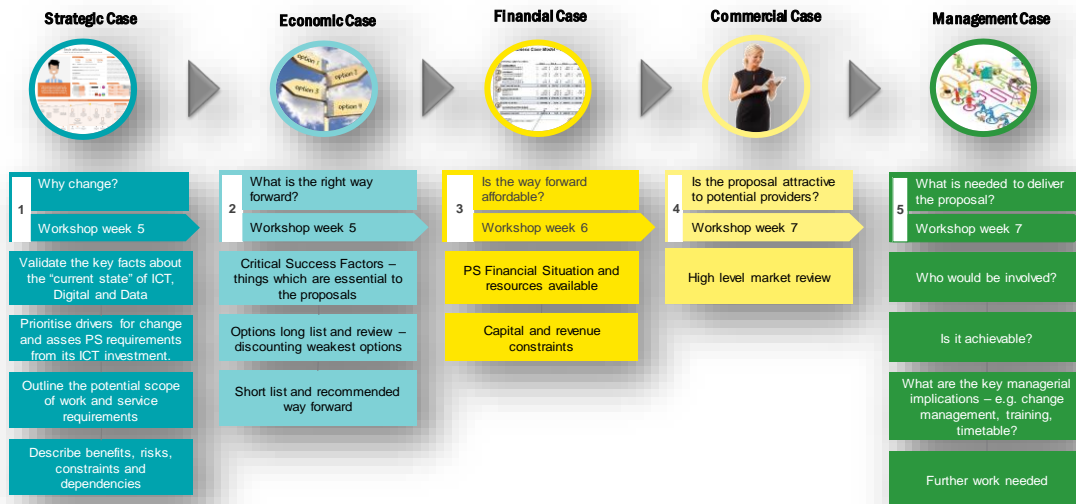 Strategic Case
Economic Case
Financial Case
Commercial Case
Management Case
option 1
option 2
option 3
option 4
1
Why change?
Workshop week 5
Validate the key facts about
the “current state” of ICT,
Digital and Data
Prioritise drivers for change
and asses PS requirements
from its ICT investment.
Outline the potential scope
of work and service
requirements
Describe benefits, risks,
constraints and
dependencies
2
What is the right way
forward?
Workshop week 5
Critical Success Factors –
things which are essential to
the proposals
Options long list and review –
discounting weakest options
Short list and recommended
way forward
3
Is the way forward
affordable?
Workshop week 6
PS Financial Situation and
resources available
Capital and revenue
constraints
4
Is the proposal attractive
to potential providers?
Workshop week 7
High level market review
5
What is needed to deliver
the proposal?
Workshop week 7
Who would be involved?
Is it achievable?
What are the key managerial
implications – e.g. change
management, training,
timetable?
Further work needed